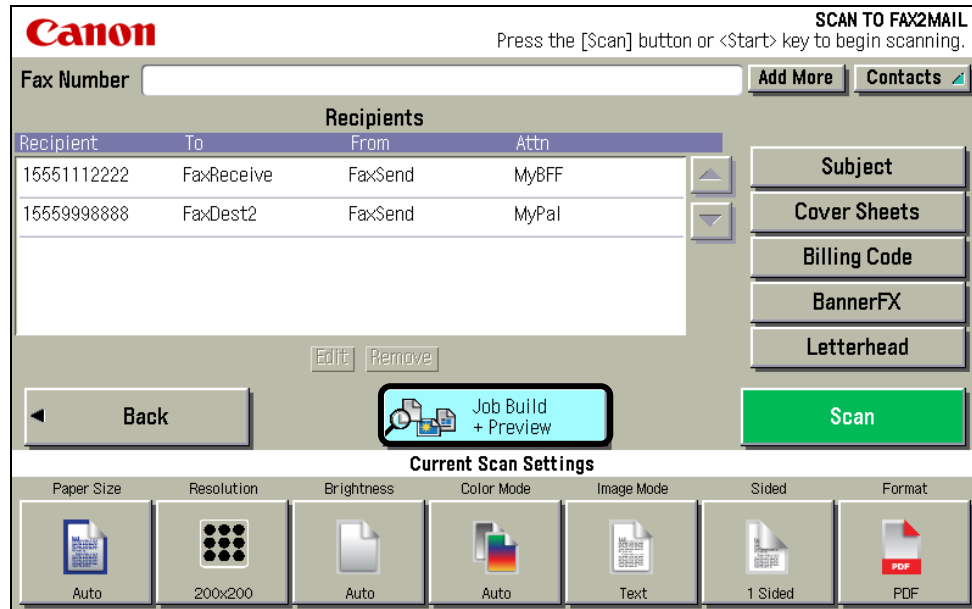 Canon
SCAN TO FAX2MAIL
Press the [Scan] button or <Start> key to begin scanning.
Fax Number
Add More
Contacts
Recipients
Recipient To From Attn
15551112222 FaxReceive FaxSend MyBFF
15559998888 FaxDest2 FaxSend MyPal
Subject
Cover Sheets
Billing Code
BannerFX
Letterhead
Edit Remove
Back
Job Build
+ Preview
Scan
Current Scan Settings
Paper Size Resolution Brightness Color Mode Image Mode Sided Format
PDF
Auto 200x200 Auto Auto Text 1 Sided PDF